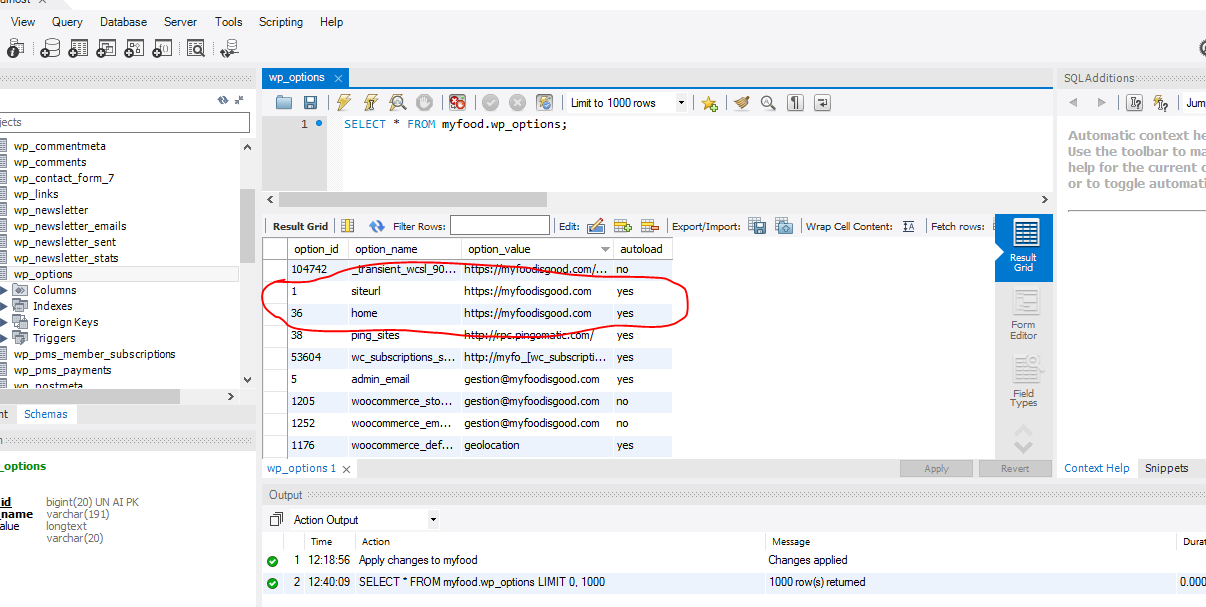 View Query Database Server Tools Scripting Help
wp_options
SQLAdditions
Limit to 1000 rows
1 SELECT * FROM myfood.wp_options;
wp_commentmeta
wp_comments
wp_contact_form_7
wp_links
wp_newsletter
wp_newsletter_emails
wp_newsletter_sent
wp_newsletter_stats
wp_options
Columns
Indexes
Foreign Keys
Triggers
wp_pms_member_subscriptions
wp_pms_payments
wp_postmeta
Schemas
_options
id bigint(20) UN AI PK
name varchar(191)
alue longtext
varchar(20)
Result Grid Filter Rows: Edit: Export/Import: Wrap Cell Content: Fetch rows:
option_id option_name option_value autoload
104742 _transient_wcsl_90... https://myfoodisgood.com/... no
1 siteurl https://myfoodisgood.com yes
36 home https://myfoodisgood.com yes
38 ping_sites http://rpc.pingomatic.com/ yes
53604 wc_subscriptions_s... http://myfo_[wc_subscripti... yes
5 admin_email gestion@myfoodisgood.com yes
1205 woocommerce_sto... gestion@myfoodisgood.com no
1252 woocommerce_em... gestion@myfoodisgood.com no
1176 woocommerce_def... geolocation yes
Result
Grid
Form
Editor
Field
Types
wp_options 1 Apply Revert
Automatic context he
Use the toolbar to ma
help for the current c
or to toggle automati
Context Help Snippets
Output
Action Output
Time Action Message Durat
1 12:18:56 Apply changes to myfood Changes applied
2 12:40:09 SELECT * FROM myfood.wp_options LIMIT 0, 1000 1000 row(s) returned 0.000